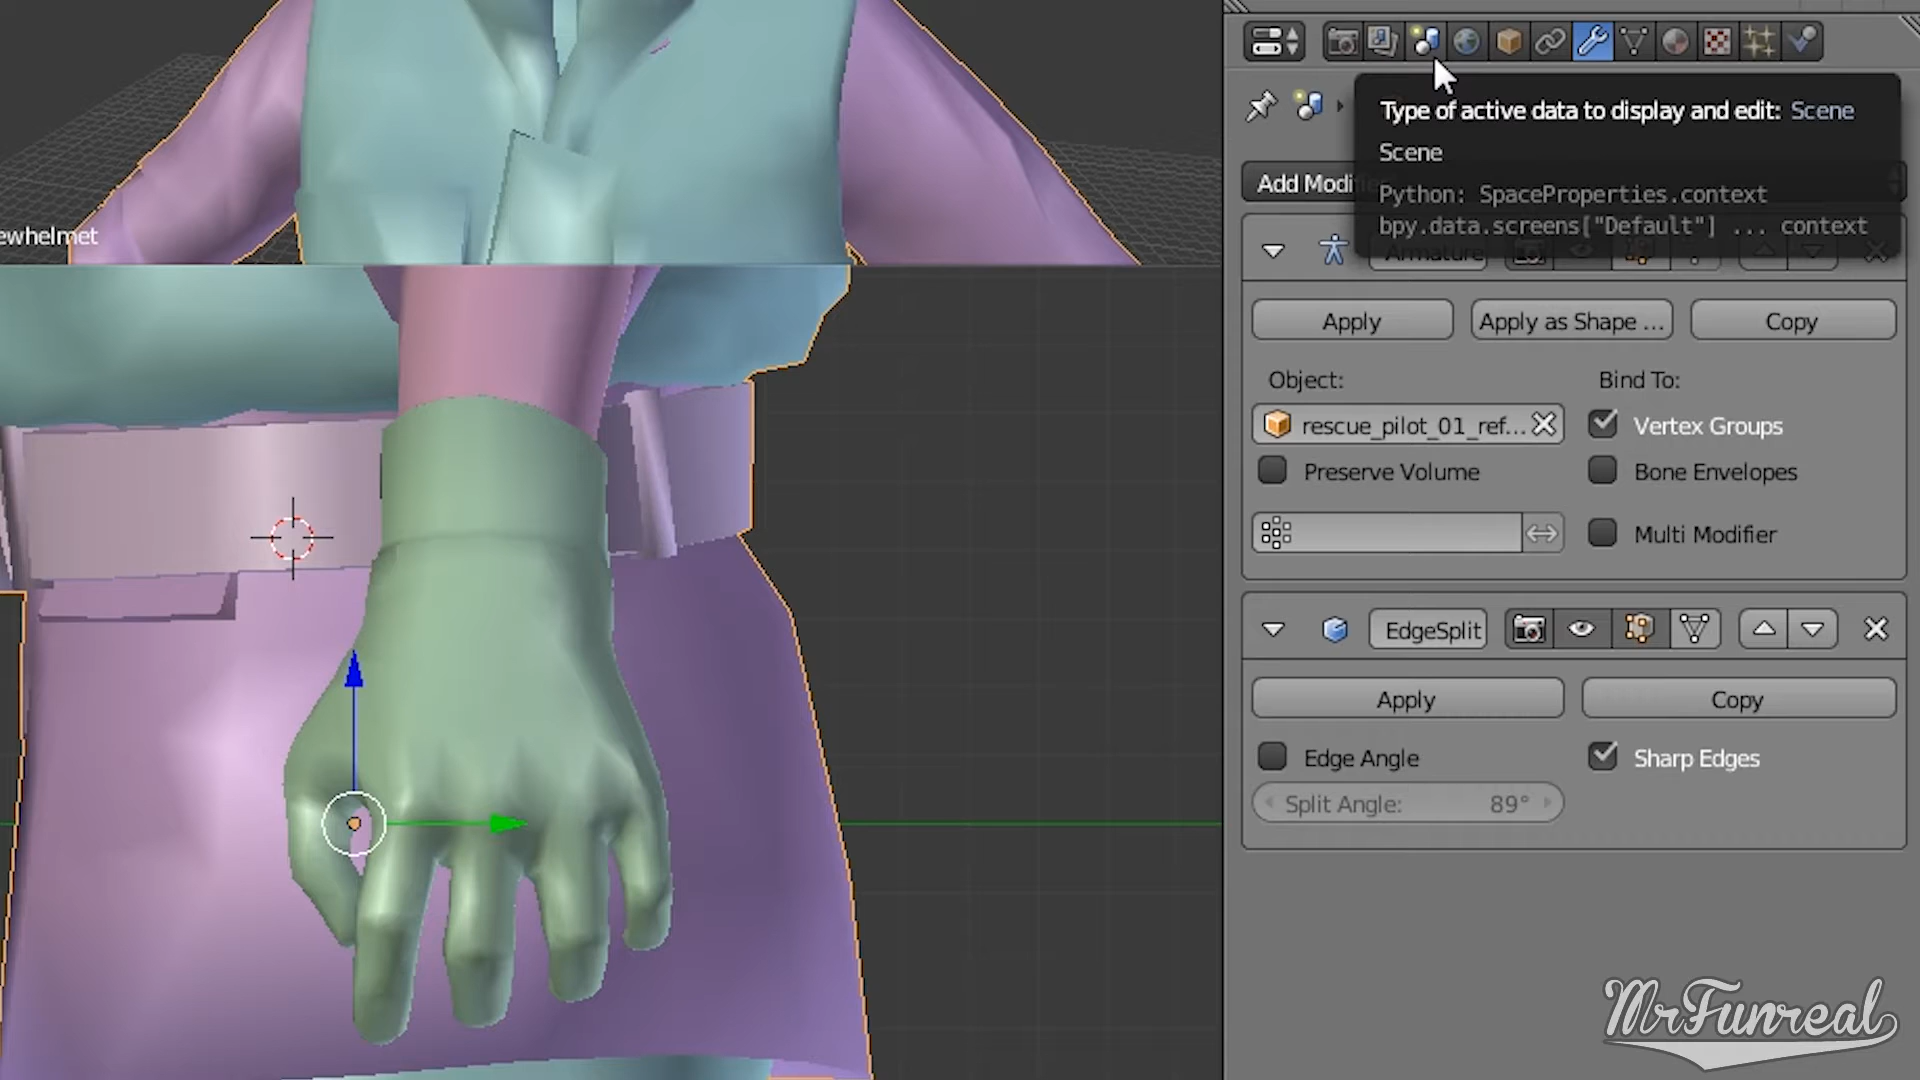 Type of active data to display and edit: Scene
Scene
Python: SpaceProperties.context
bpy.data.screens["Default"] ... context
Add Modifie
ewhelmet
Armature
Apply
Apply as Shape ...
Copy
Object:
Bind To:
rescue_pilot_01_ref...
Vertex Groups
Preserve Volume
Bone Envelopes
Multi Modifier
EdgeSplit
Apply
Copy
Edge Angle
Sharp Edges
Split Angle: 89°
MrFunreal